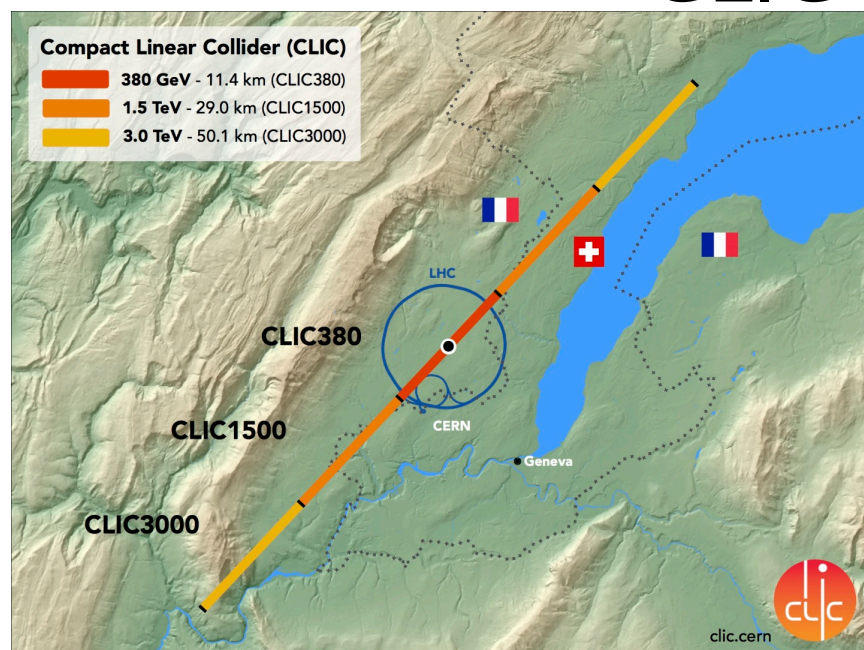 Compact Linear Collider (CLIC)
380 GeV - 11.4 km (CLIC380)
1.5 TeV - 29.0 km (CLIC1500)
3.0 TeV - 50.1 km (CLIC3000)
LHC
CLIC380
CLIC1500
CERN
Geneva
CLIC3000
clic
clic.cern